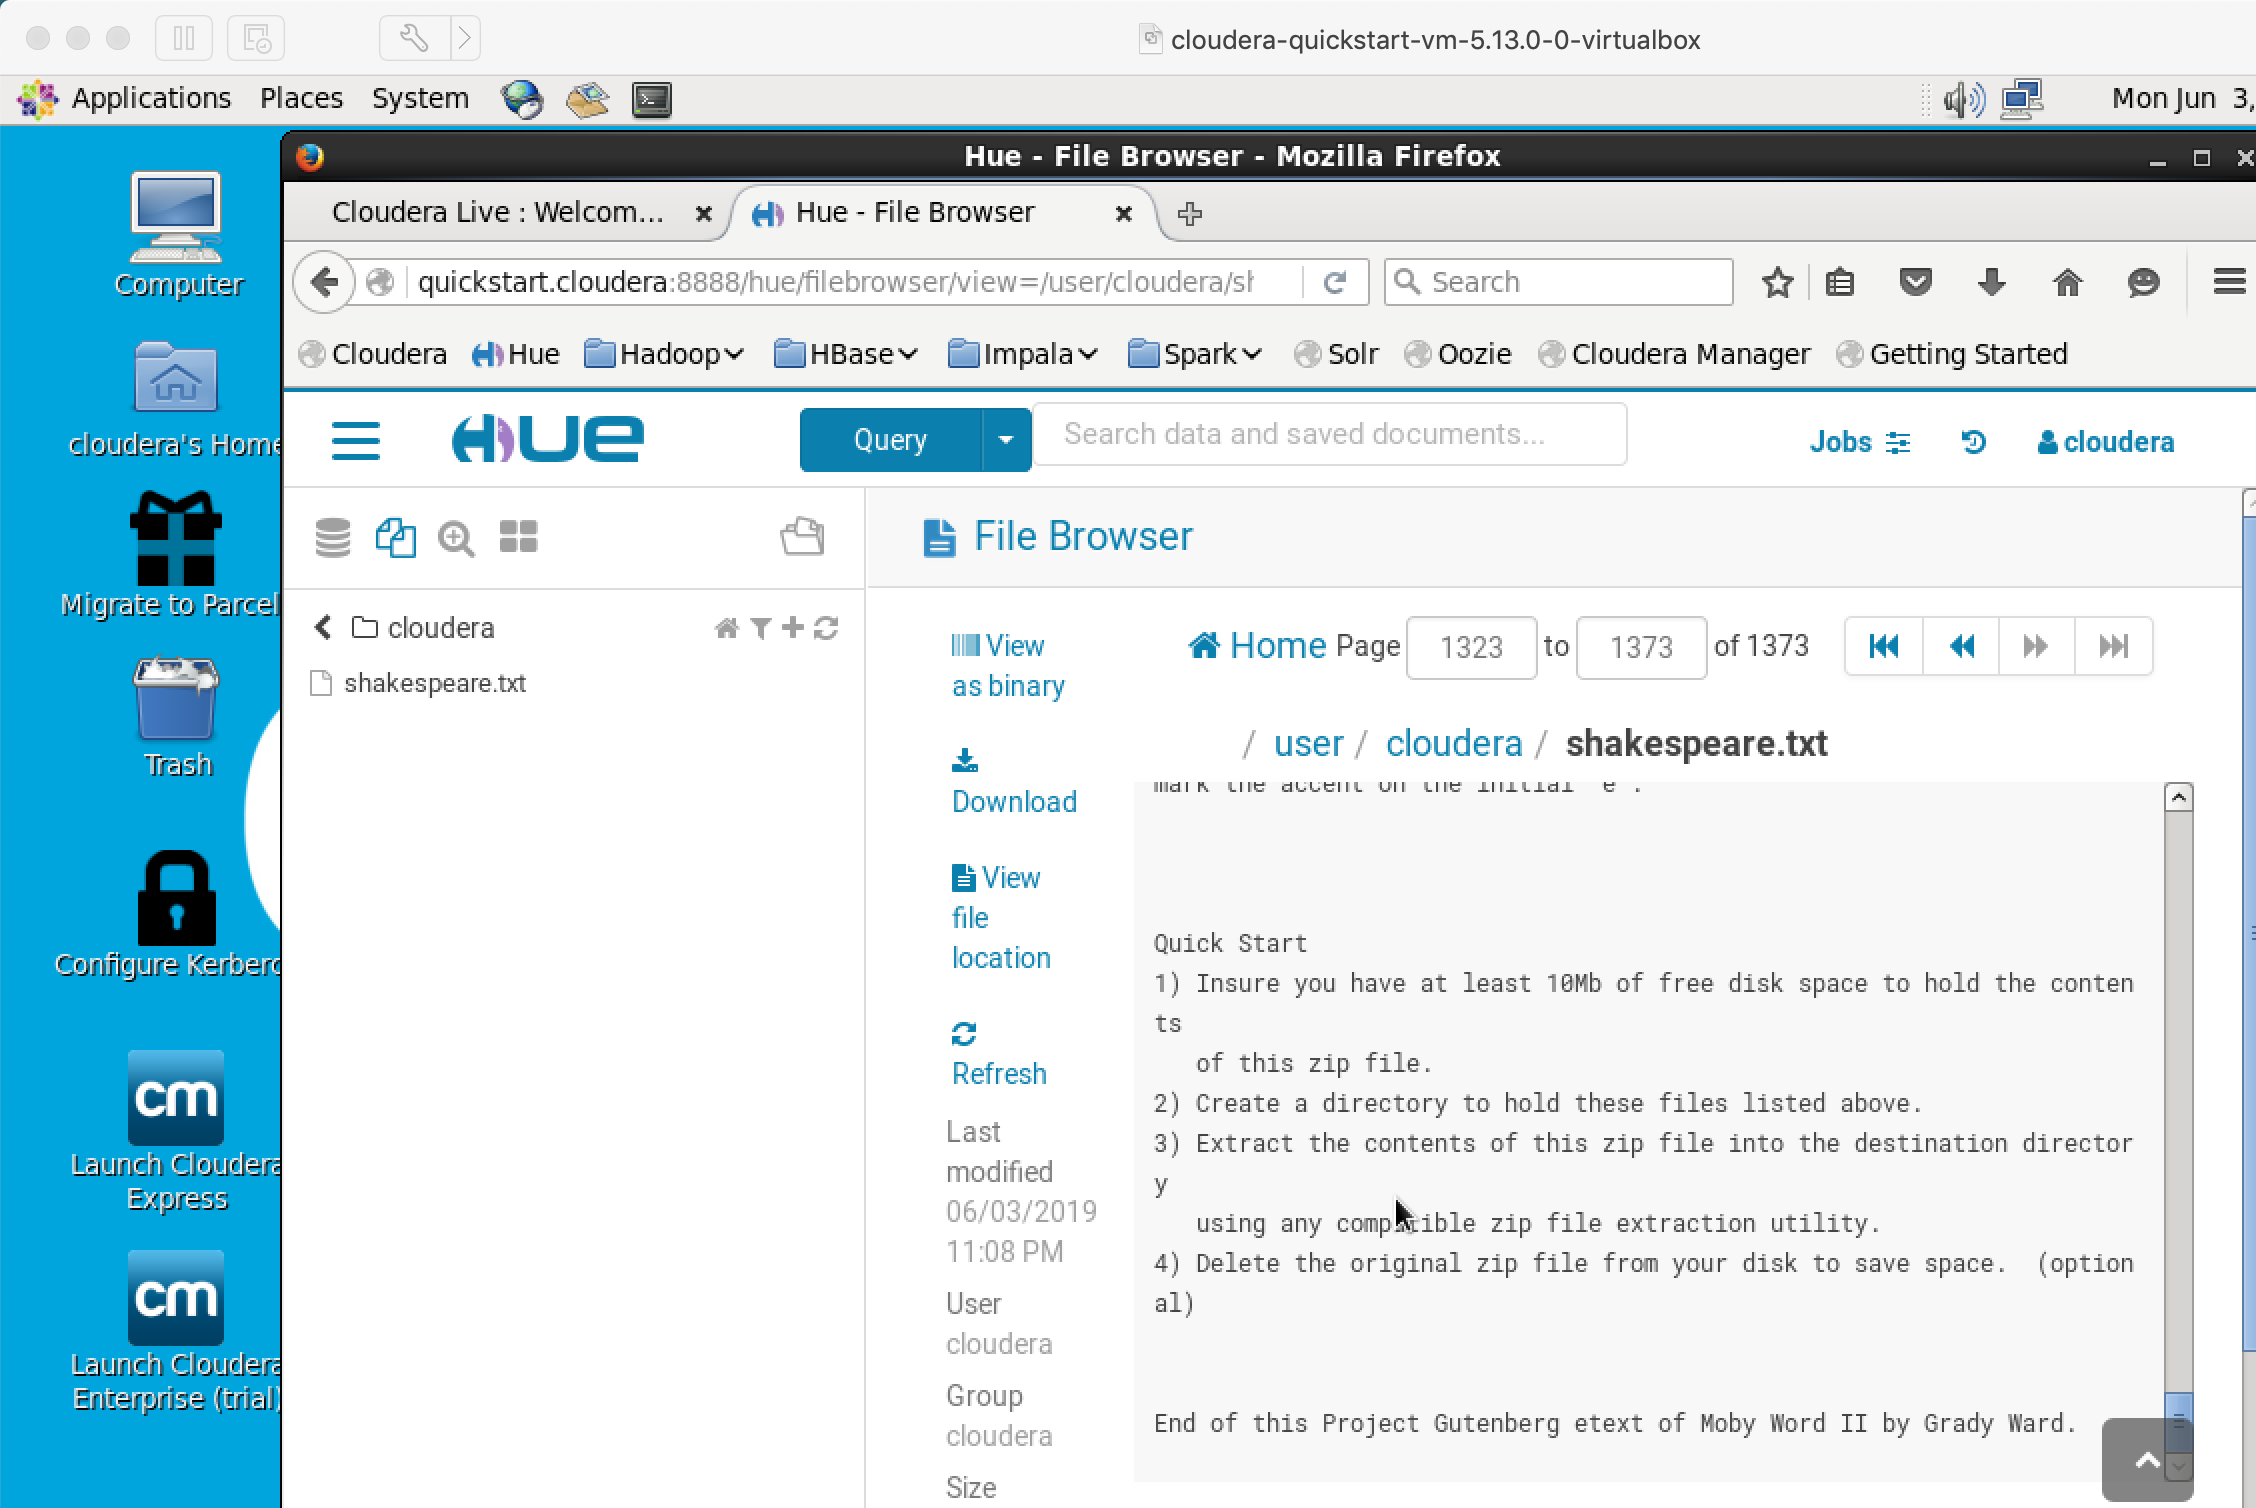 cloudera-quickstart-vm-5.13.0-0-virtualbox
Applications Places System
Mon Jun 3,
Hue - File Browser - Mozilla Firefox
Cloudera Live : Welcom...
Hue - File Browser
quickstart.cloudera:8888/hue/filebrowser/view=/user/cloudera/sh
Search
Cloudera Hue Hadoop HBase Impala Spark Solr Oozie Cloudera Manager Getting Started
HUE
Query
Search data and saved documents...
Jobs
cloudera
Computer
cloudera's Home
Migrate to Parcel
Trash
Configure Kerbero
cm
Launch Cloudera
Express
cm
Launch Cloudera
Enterprise (trial)
cloudera
shakespeare.txt
File Browser
View
as binary
Download
View
file
location
Refresh
Last
modified
06/03/2019
11:08 PM
User
cloudera
Group
cloudera
Size
Home Page 1323 to 1373 of 1373
/ user / cloudera / shakespeare.txt
mark the accent on the initial 'e'.
Quick Start
1) Insure you have at least 10Mb of free disk space to hold the conten
ts
of this zip file.
2) Create a directory to hold these files listed above.
3) Extract the contents of this zip file into the destination director
y
using any compatible zip file extraction utility.
4) Delete the original zip file from your disk to save space.  (option
al)
End of this Project Gutenberg etext of Moby Word II by Grady Ward.